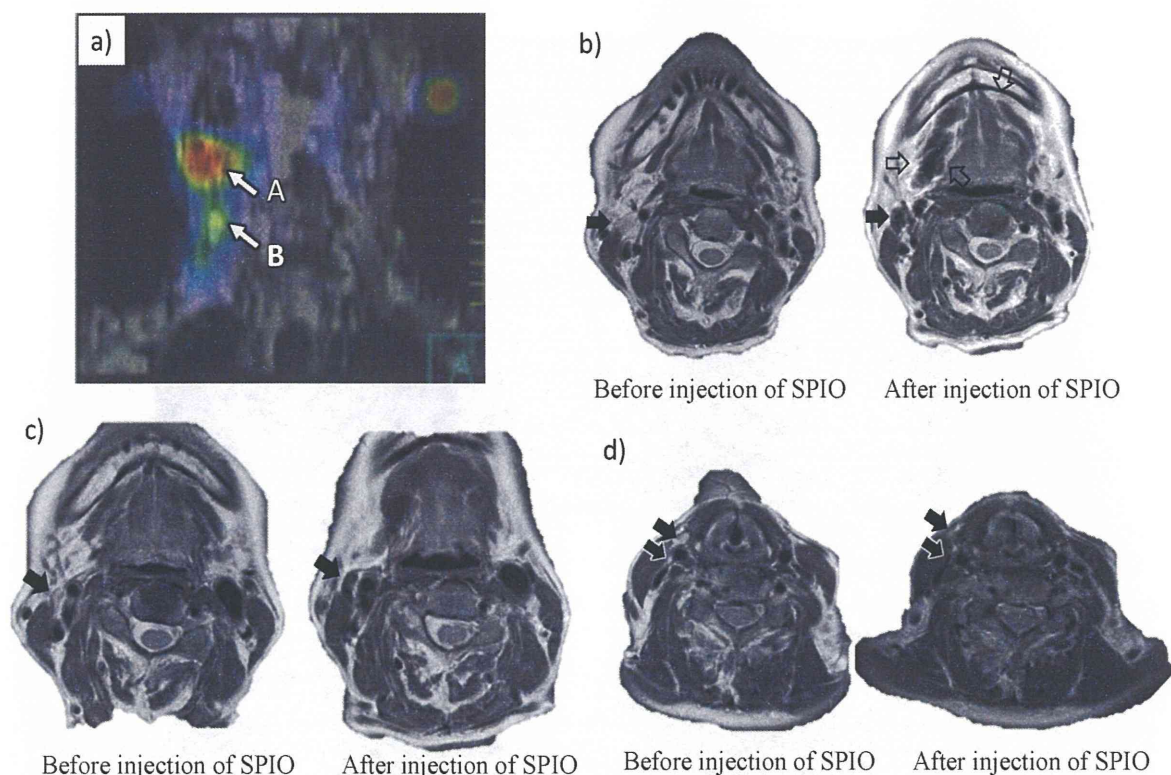 a)
A
B
b)
Before injection of SPIO
After injection of SPIO
c)
Before injection of SPIO
After injection of SPIO
d)
Before injection of SPIO
After injection of SPIO